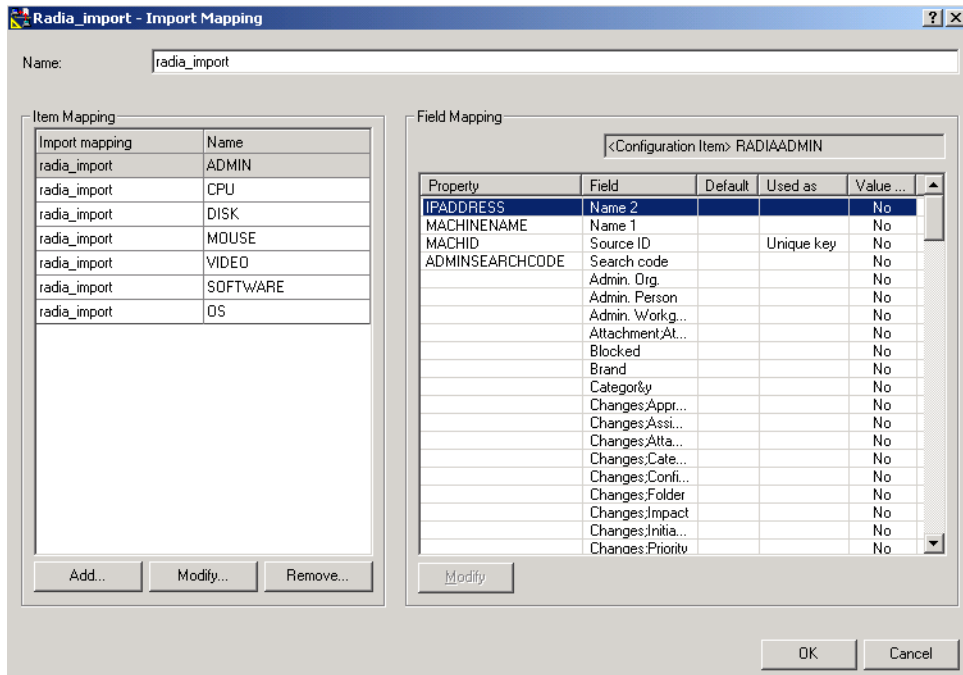 Radia_import - Import Mapping
Name: radia_import
Item Mapping
Import mapping Name
radia_import ADMIN
radia_import CPU
radia_import DISK
radia_import MOUSE
radia_import VIDEO
radia_import SOFTWARE
radia_import OS
Add... Modify... Remove...
Field Mapping
<Configuration Item> RADIAADMIN
Property Field Default Used as Value ...
IPADDRESS Name 2 No
MACHINENAME Name 1 No
MACHID Source ID Unique key No
ADMINSEARCHCODE Search code No
Admin. Org. No
Admin. Person No
Admin. Workg... No
Attachment;At... No
Blocked No
Brand No
Categor&y No
Changes;Appr... No
Changes;Assi... No
Changes;Atta... No
Changes;Cate... No
Changes;Confi... No
Changes;Folder No
Changes;Impact No
Changes;Initia... No
Changes;Priority No
Modify
OK Cancel